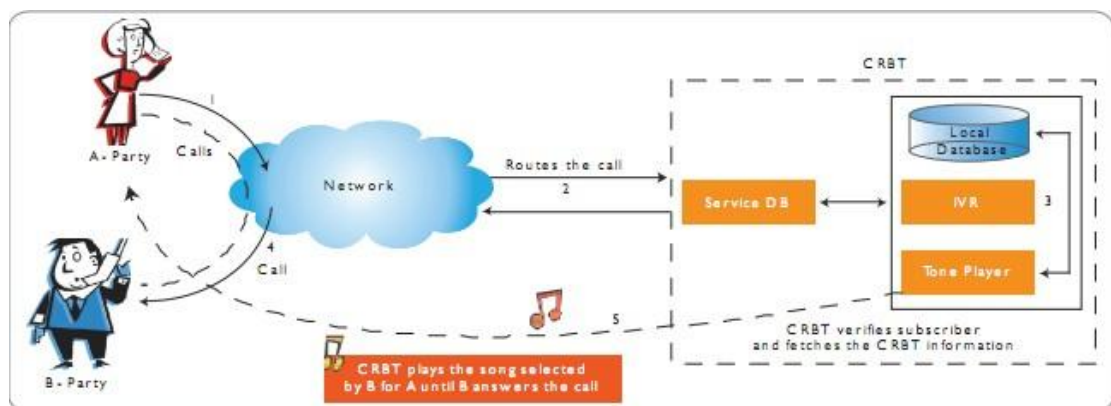 CRBT
1
A - Party
Calls
Network
Routes the call
2
Service DB
Local
Database
IVR
3
Tone Player
4
Call
5
CRBT verifies subscriber
and fetches the CRBT information
CRBT plays the song selected
by B for A until B answers the call
B - Party